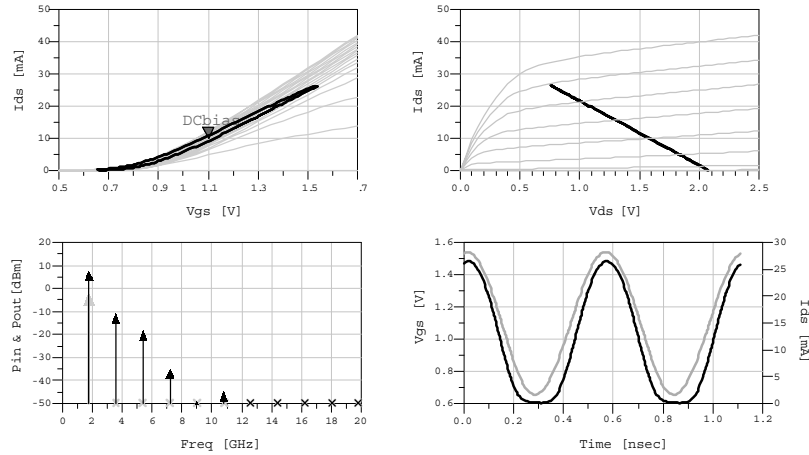 50
40
30
20
10
0
Ids [mA]
DCbias
0.5 0.7 0.9 1.1 1.3 1.5 .7
Vgs [V]
50
40
30
20
10
0
Ids [mA]
0.0 0.5 1.0 1.5 2.0 2.5
Vds [V]
20
10
0
-10
-20
-30
-40
-50
Pin & Pout [dBm]
0 2 4 6 8 10 12 14 16 18 20
Freq [GHz]
1.6
1.4
1.2
1.0
0.8
0.6
Vgs [V]
30
25
20
15
10
5
0
Ids [mA]
0.0 0.2 0.4 0.6 0.8 1.0 1.2
Time [nsec]